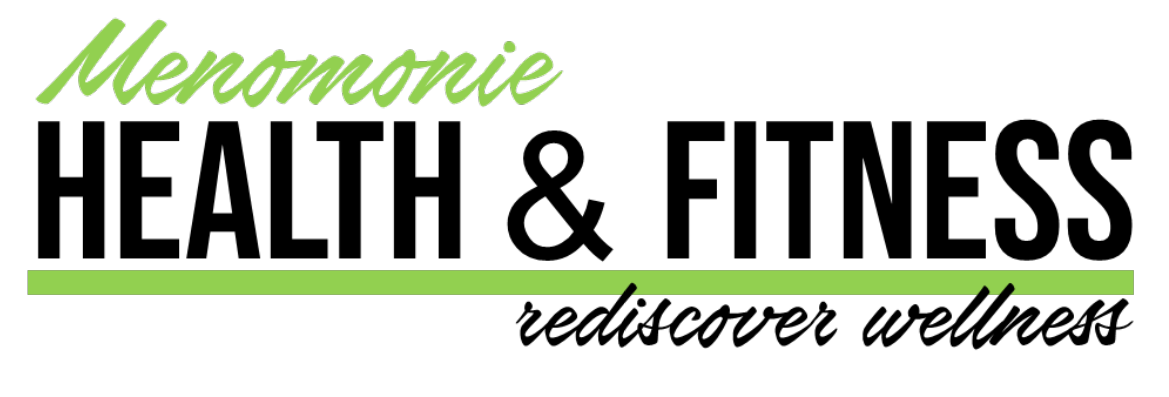 Menomonie
HEALTH & FITNESS
rediscover wellness